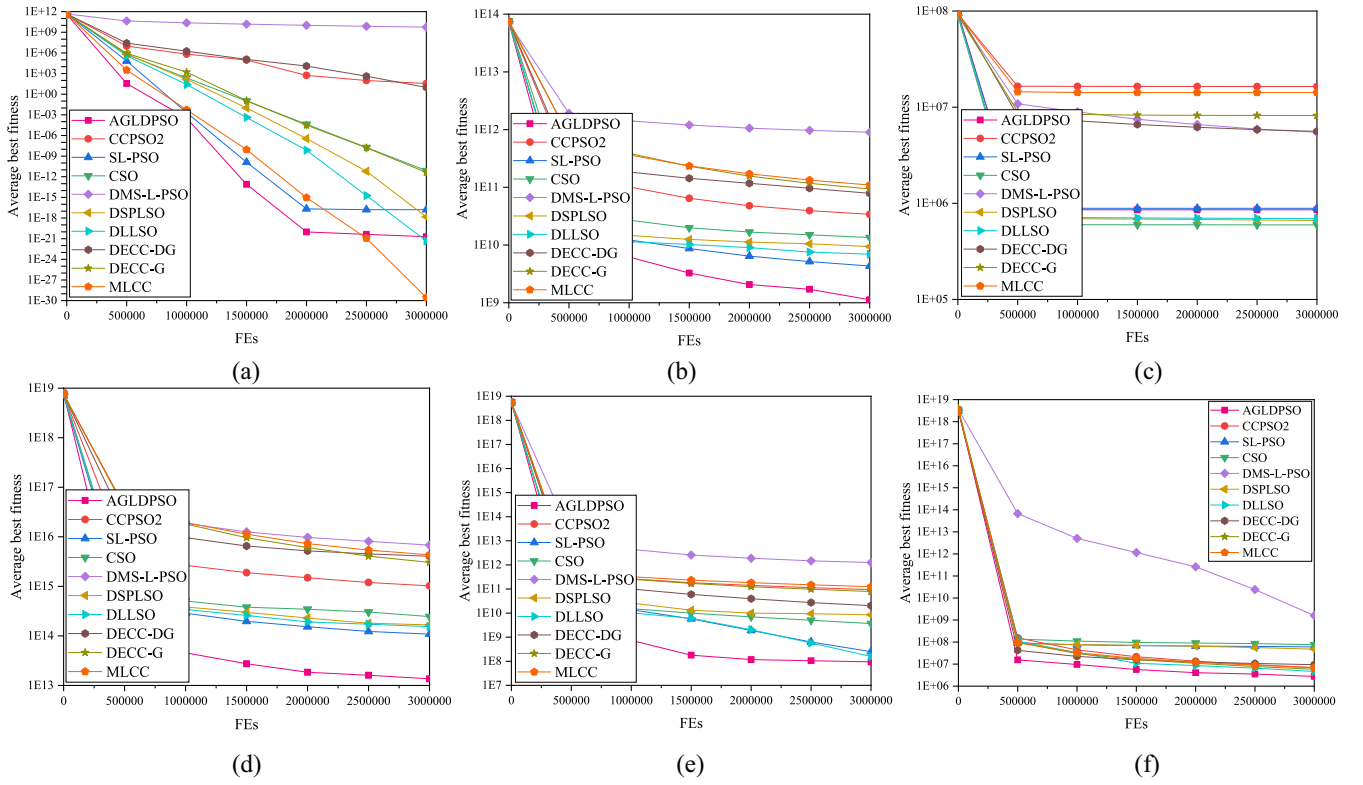 1E+12
1E+09
1E+06
1E+03
1E+00
1E-03
1E-06
1E-09
1E-12
1E-15
1E-18
1E-21
1E-24
1E-27
1E-30
Average best fitness
AGLDPSO
CCPSO2
SL-PSO
CSO
DMS-L-PSO
DSPLSO
DLLSO
DECC-DG
DECC-G
MLCC
0 500000 1000000 1500000 2000000 2500000 3000000
FEs
(a)
1E+14
1E+13
1E+12
1E+11
1E+10
1E+9
Average best fitness
AGLDPSO
CCPSO2
SL-PSO
CSO
DMS-L-PSO
DSPLSO
DLLSO
DECC-DG
DECC-G
MLCC
0 500000 1000000 1500000 2000000 2500000 3000000
FEs
(b)
1E+08
1E+07
1E+06
1E+05
Average best fitness
AGLDPSO
CCPSO2
SL-PSO
CSO
DMS-L-PSO
DSPLSO
DLLSO
DECC-DG
DECC-G
MLCC
0 500000 1000000 1500000 2000000 2500000 3000000
FEs
(c)
1E19
1E18
1E17
1E16
1E15
1E14
1E13
Average best fitness
AGLDPSO
CCPSO2
SL-PSO
CSO
DMS-L-PSO
DSPLSO
DLLSO
DECC-DG
DECC-G
MLCC
0 500000 1000000 1500000 2000000 2500000 3000000
FEs
(d)
1E19
1E18
1E17
1E16
1E15
1E14
1E13
1E12
1E11
1E10
1E9
1E8
1E7
Average best fitness
AGLDPSO
CCPSO2
SL-PSO
CSO
DMS-L-PSO
DSPLSO
DLLSO
DECC-DG
DECC-G
MLCC
0 500000 1000000 1500000 2000000 2500000 3000000
FEs
(e)
1E+19
1E+18
1E+17
1E+16
1E+15
1E+14
1E+13
1E+12
1E+11
1E+10
1E+09
1E+08
1E+07
1E+06
Average best fitness
AGLDPSO
CCPSO2
SL-PSO
CSO
DMS-L-PSO
DSPLSO
DLLSO
DECC-DG
DECC-G
MLCC
0 500000 1000000 1500000 2000000 2500000 3000000
FEs
(f)